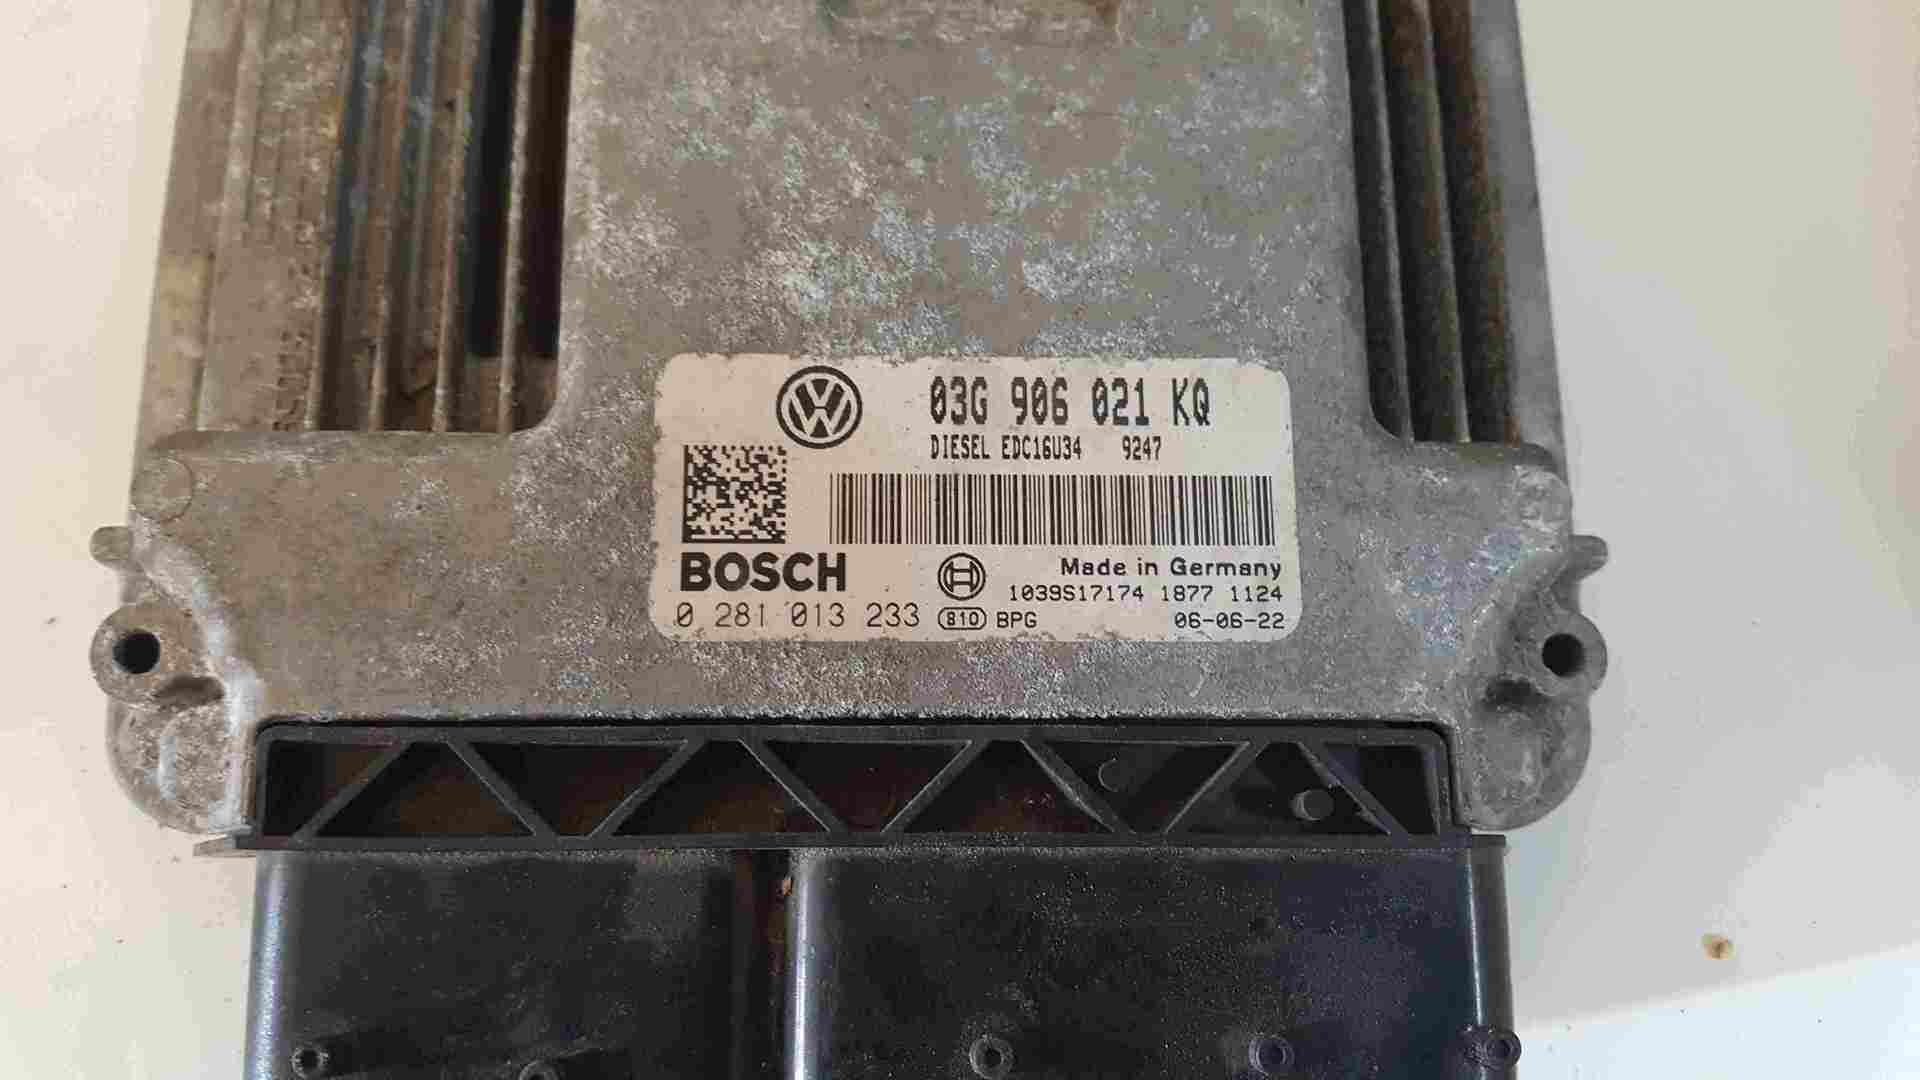 03G 906 021 KQ
DIESEL EDC16U34 9247
BOSCH
Made in Germany
1039S17174 1877 1124
0 281 013 233 810 BPG 06-06-22